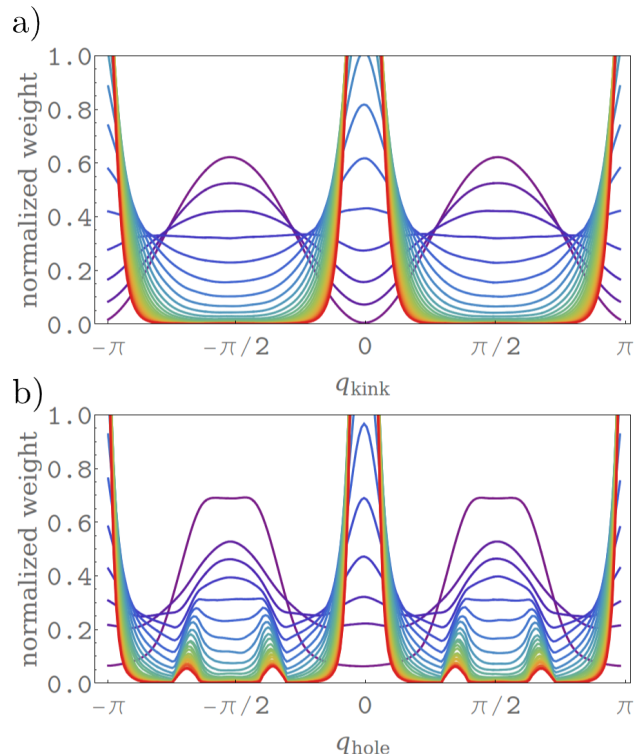 a)
normalized weight
1.0
0.8
0.6
0.4
0.2
0.0
−π −π/2 0 π/2 π
q_kink
b)
normalized weight
1.0
0.8
0.6
0.4
0.2
0.0
−π −π/2 0 π/2 π
q_hole